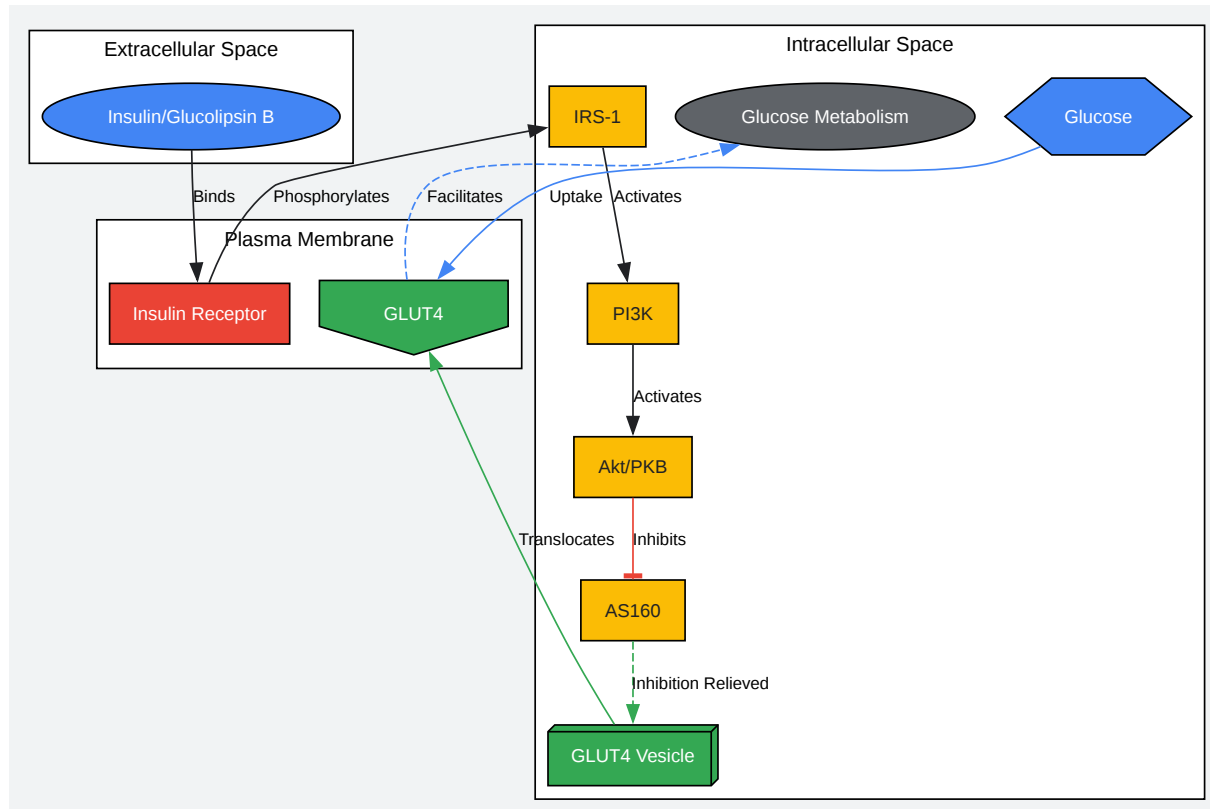 Extracellular Space
Intracellular Space
Insulin/Glucolipsin B
IRS-1
Glucose Metabolism
Glucose
Binds
Phosphorylates
Facilitates
Uptake
Activates
Plasma Membrane
Insulin Receptor
GLUT4
PI3K
Activates
Akt/PKB
Translocates
Inhibits
AS160
Inhibition Relieved
GLUT4 Vesicle